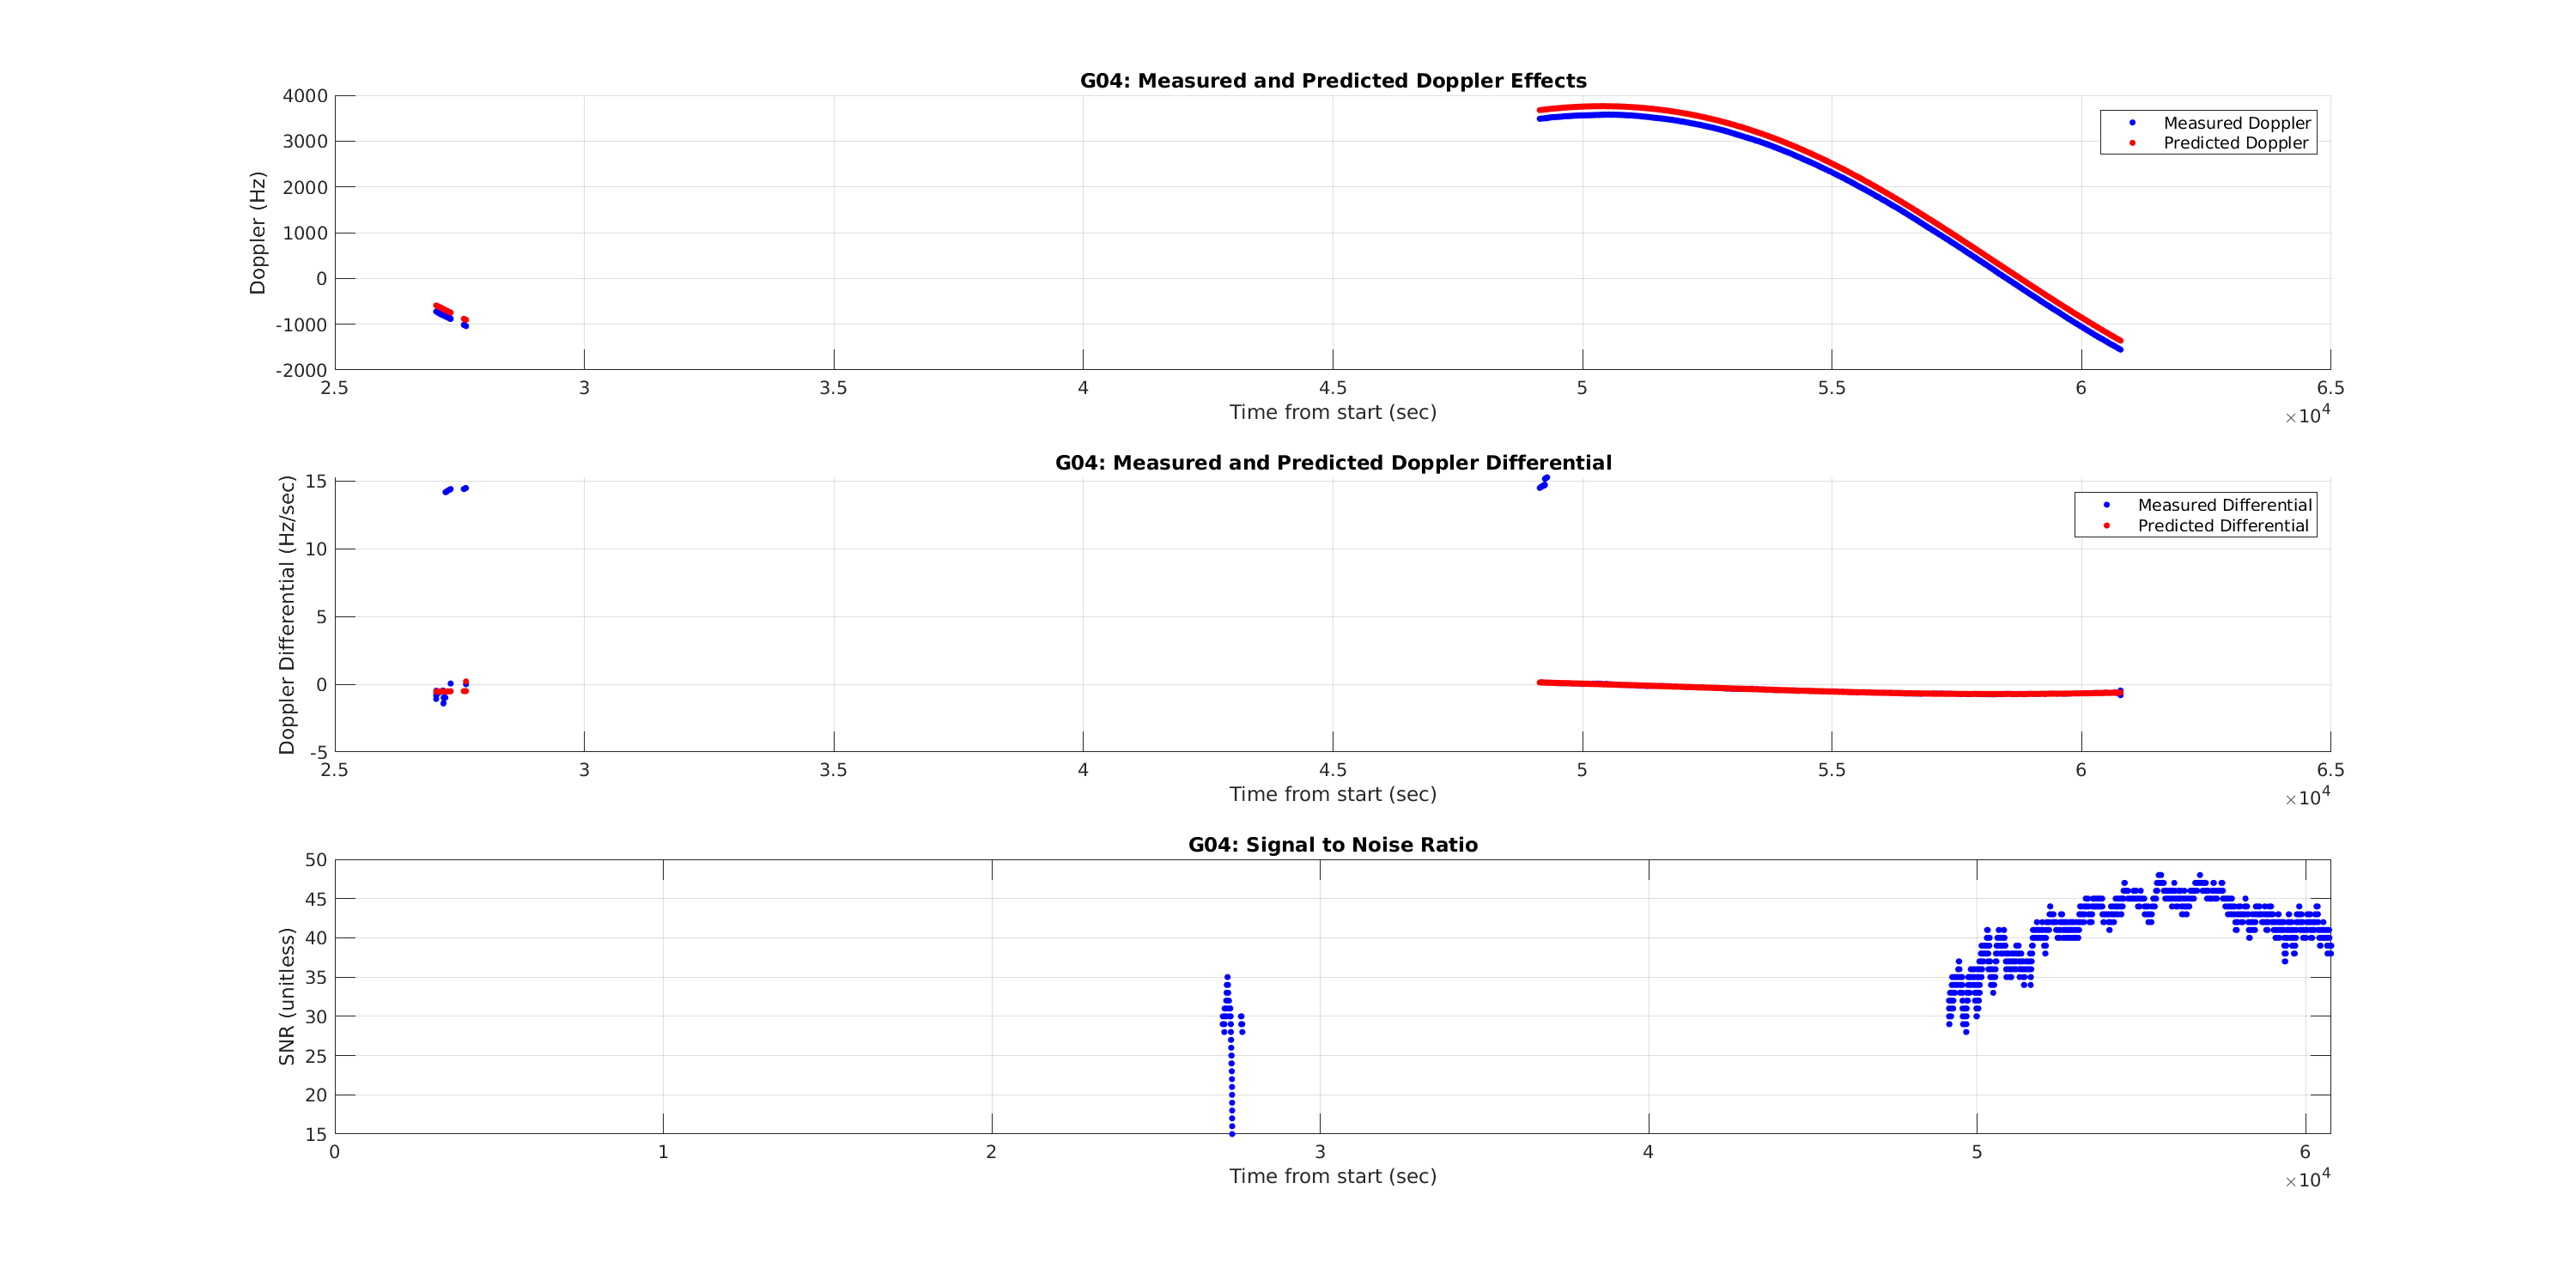 G04: Measured and Predicted Doppler Effects
Doppler (Hz)
4000
3000
2000
1000
0
-1000
-2000
Measured Doppler
Predicted Doppler
2.5 3 3.5 4 4.5 5 5.5 6 6.5
Time from start (sec)
×10^4
G04: Measured and Predicted Doppler Differential
Doppler Differential (Hz/sec)
15
10
5
0
-5
Measured Differential
Predicted Differential
2.5 3 3.5 4 4.5 5 5.5 6 6.5
Time from start (sec)
×10^4
G04: Signal to Noise Ratio
SNR (unitless)
50
45
40
35
30
25
20
15
0 1 2 3 4 5 6
Time from start (sec)
×10^4